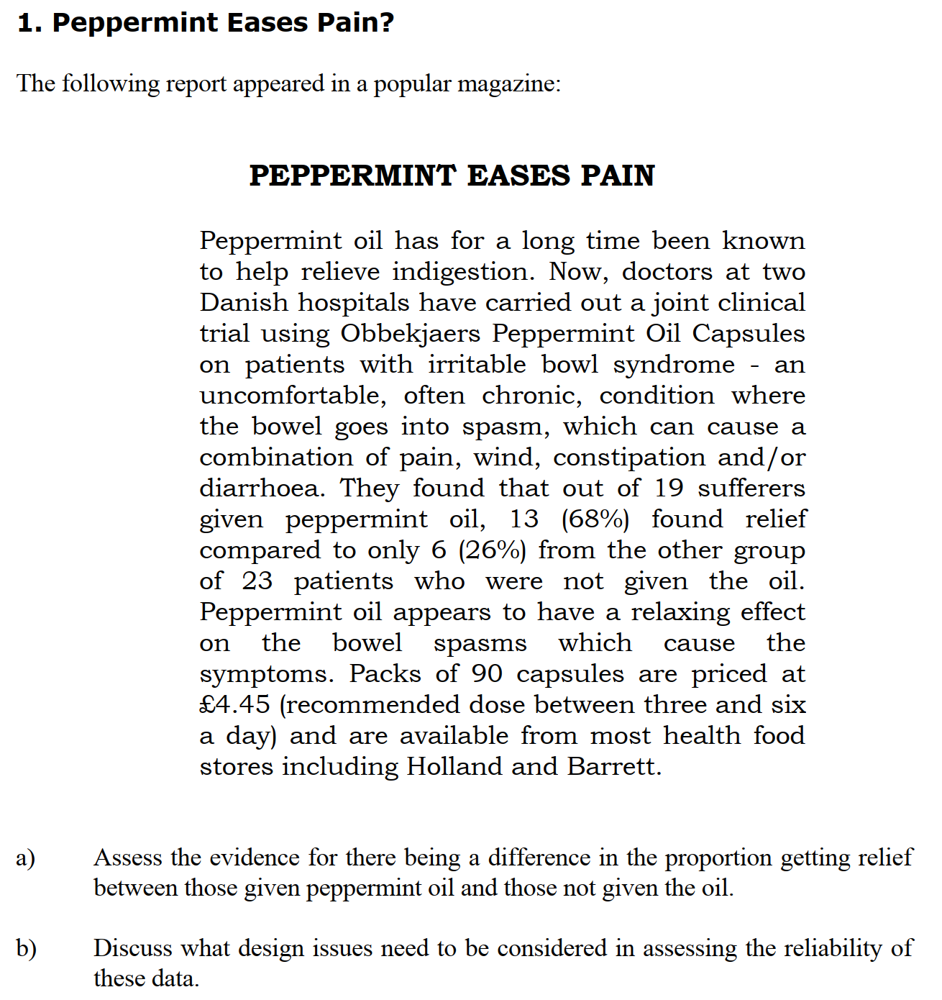 1. Peppermint Eases Pain?
The following report appeared in a popular magazine:
PEPPERMINT EASES PAIN
Peppermint oil has for a long time been known
to help relieve indigestion. Now, doctors at two
Danish hospitals have carried out a joint clinical
trial using Obbekjaers Peppermint Oil Capsules
on patients with irritable bowl syndrome - an
uncomfortable, often chronic, condition where
the bowel goes into spasm, which can cause a
combination of pain, wind, constipation and/or
diarrhoea. They found that out of 19 sufferers
given peppermint oil, 13 (68%) found relief
compared to only 6 (26%) from the other group
of 23 patients who were not given the oil.
Peppermint oil appears to have a relaxing effect
on the bowel spasms which cause the
symptoms. Packs of 90 capsules are priced at
£4.45 (recommended dose between three and six
a day) and are available from most health food
stores including Holland and Barrett.
a) Assess the evidence for there being a difference in the proportion getting relief
between those given peppermint oil and those not given the oil.
b) Discuss what design issues need to be considered in assessing the reliability of
these data.